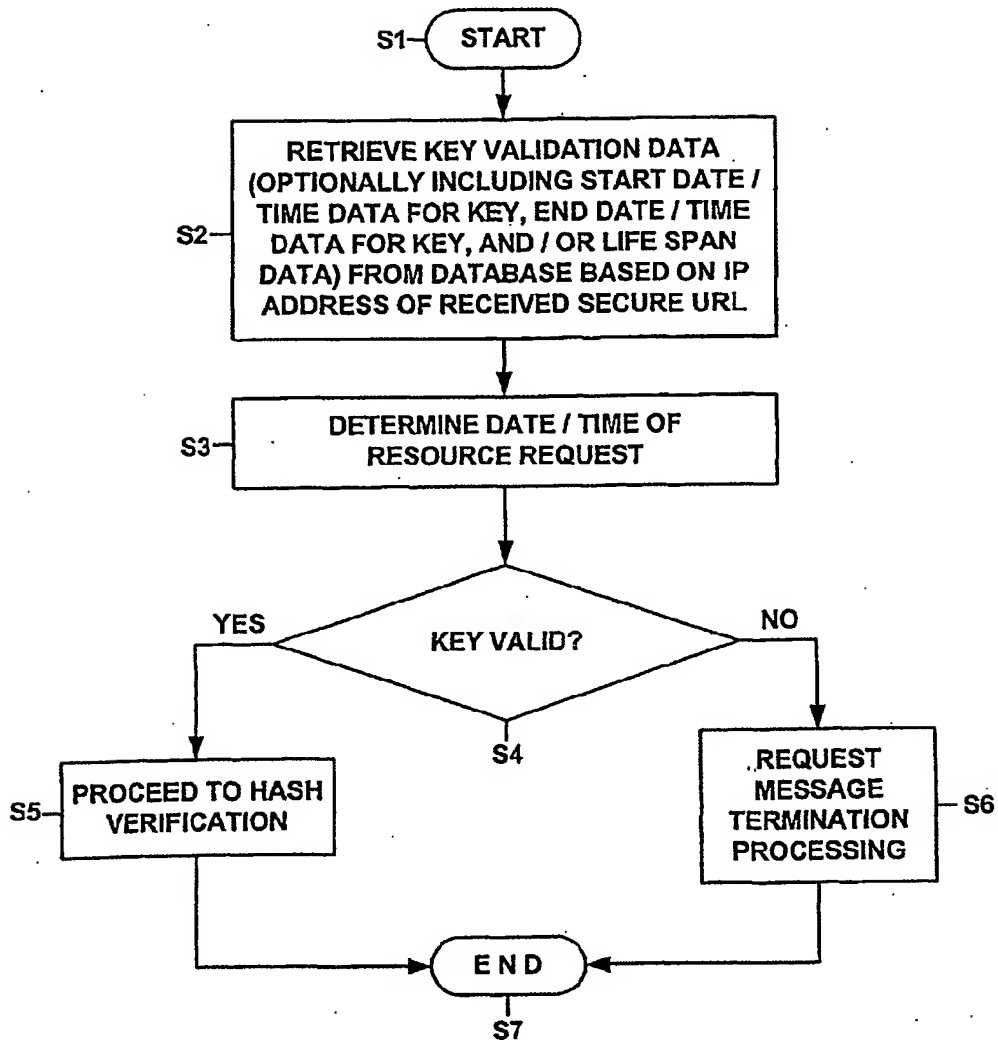 S1
START
RETRIEVE KEY VALIDATION DATA
(OPTIONALLY INCLUDING START DATE /
TIME DATA FOR KEY, END DATE / TIME
DATA FOR KEY, AND / OR LIFE SPAN
DATA) FROM DATABASE BASED ON IP
ADDRESS OF RECEIVED SECURE URL
S2
DETERMINE DATE / TIME OF
RESOURCE REQUEST
S3
YES
KEY VALID?
NO
S4
PROCEED TO HASH
VERIFICATION
S5
REQUEST
MESSAGE
TERMINATION
PROCESSING
S6
END
S7